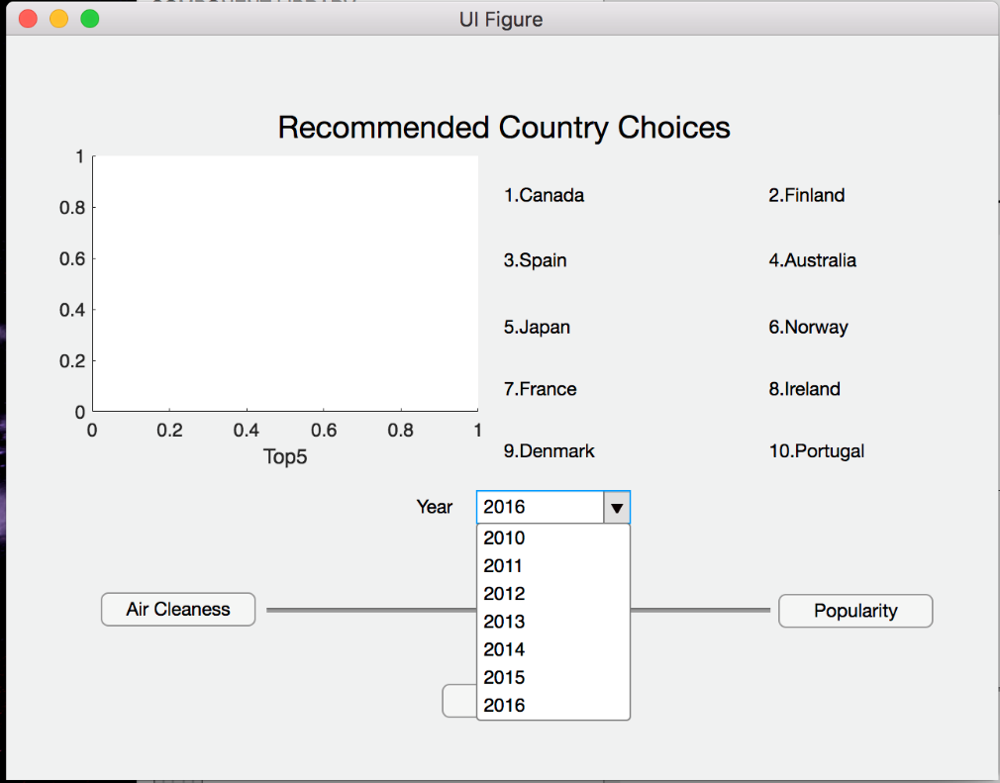 UI Figure
Recommended Country Choices
1
0.8
0.6
0.4
0.2
0
0 0.2 0.4 0.6 0.8 1
Top5
1.Canada 2.Finland
3.Spain 4.Australia
5.Japan 6.Norway
7.France 8.Ireland
9.Denmark 10.Portugal
Year 2016
2010
2011
2012
2013
2014
2015
2016
Air Cleaness Popularity